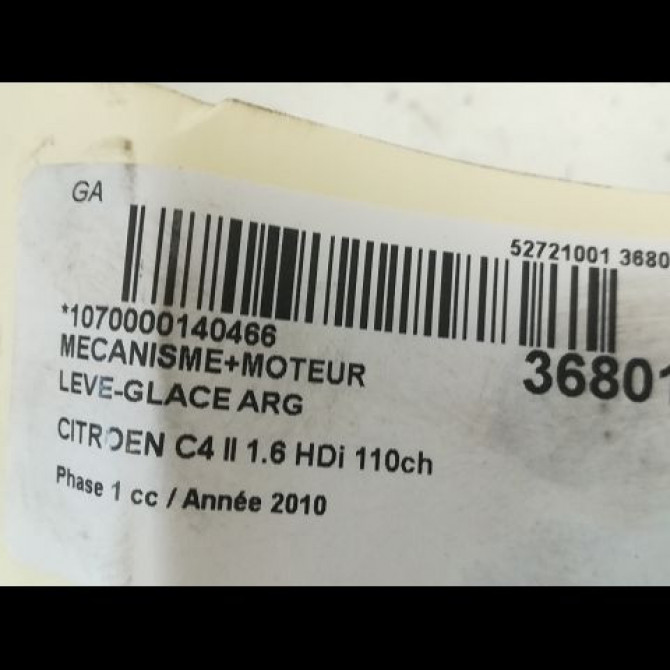 GA
52721001 3680
*1070000140466
36801
MECANISME+MOTEUR
LEVE-GLACE ARG
CITROEN C4 II 1.6 HDi 110ch
Phase 1 cc / Année 2010